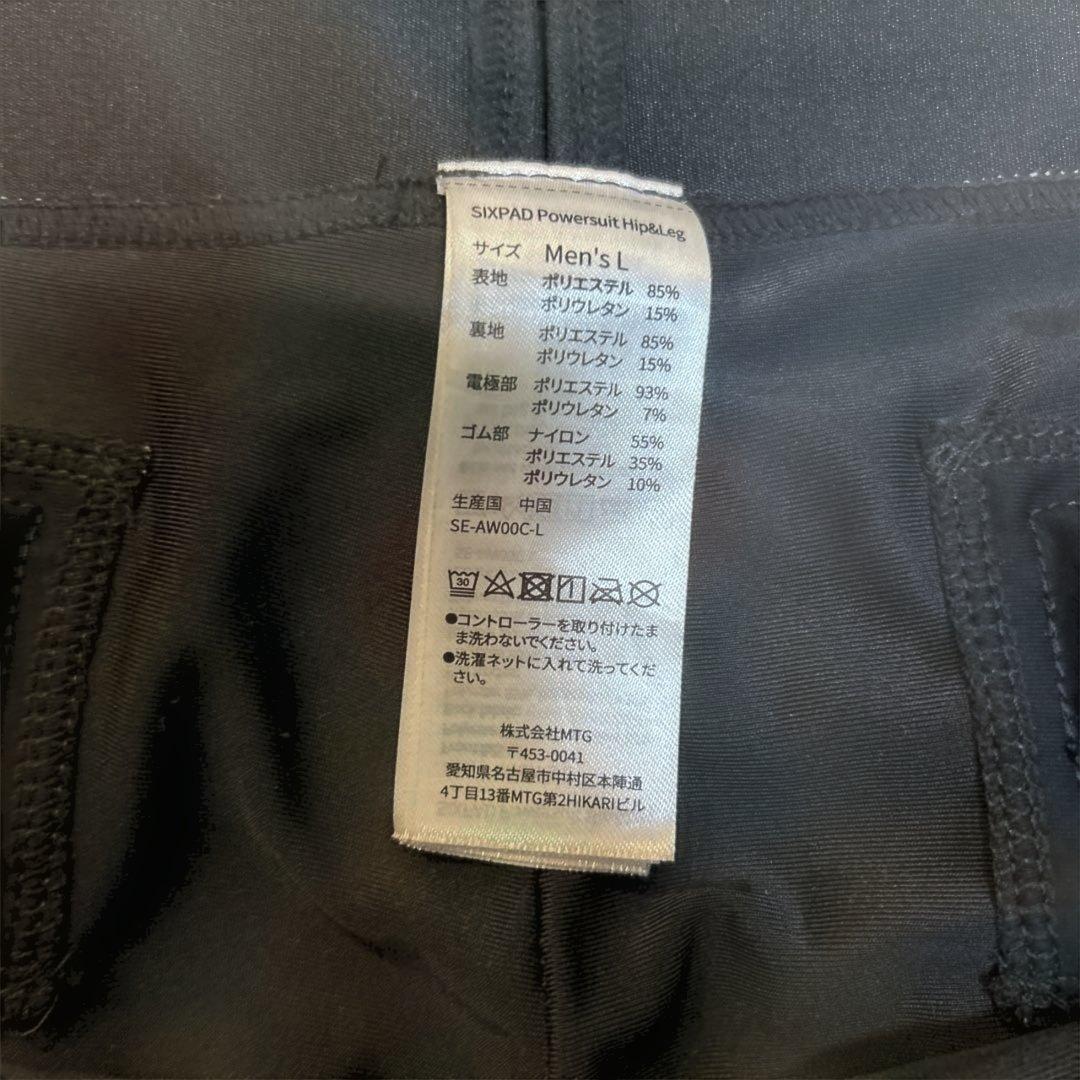 SIXPAD Powersuit Hip&Leg
サイズ Men's L
表地 ポリエステル 85%
ポリウレタン 15%
裏地 ポリエステル 85%
ポリウレタン 15%
電極部 ポリエステル 93%
ポリウレタン 7%
ゴム部 ナイロン 55%
ポリエステル 35%
ポリウレタン 10%
生産国 中国
SE-AW00C-L
30
●コントローラーを取り付けたま
ま洗わないでください。
●洗濯ネットに入れて洗ってくだ
さい。
株式会社MTG
〒453-0041
愛知県名古屋市中村区本陣通
4丁目13番MTG第2HIKARIビル